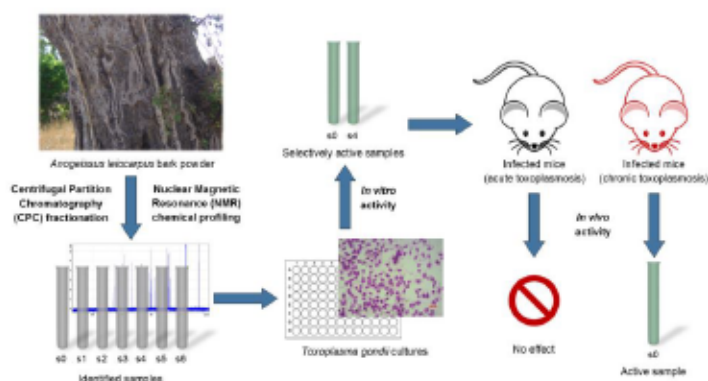 Anogeissus leiocarpus bark powder
Centrifugal Partition
Chromatography
(CPC) fractionation
Nuclear Magnetic
Resonance (NMR)
chemical profiling
s0 s1 s2 s3 s4 s5 s6
Identified samples
s0 s4
Selectively active samples
In vitro
activity
Toxoplasma gondii cultures
Infected mice
(acute toxoplasmosis)
Infected mice
(chronic toxoplasmosis)
In vivo
activity
No effect
s0
Active sample